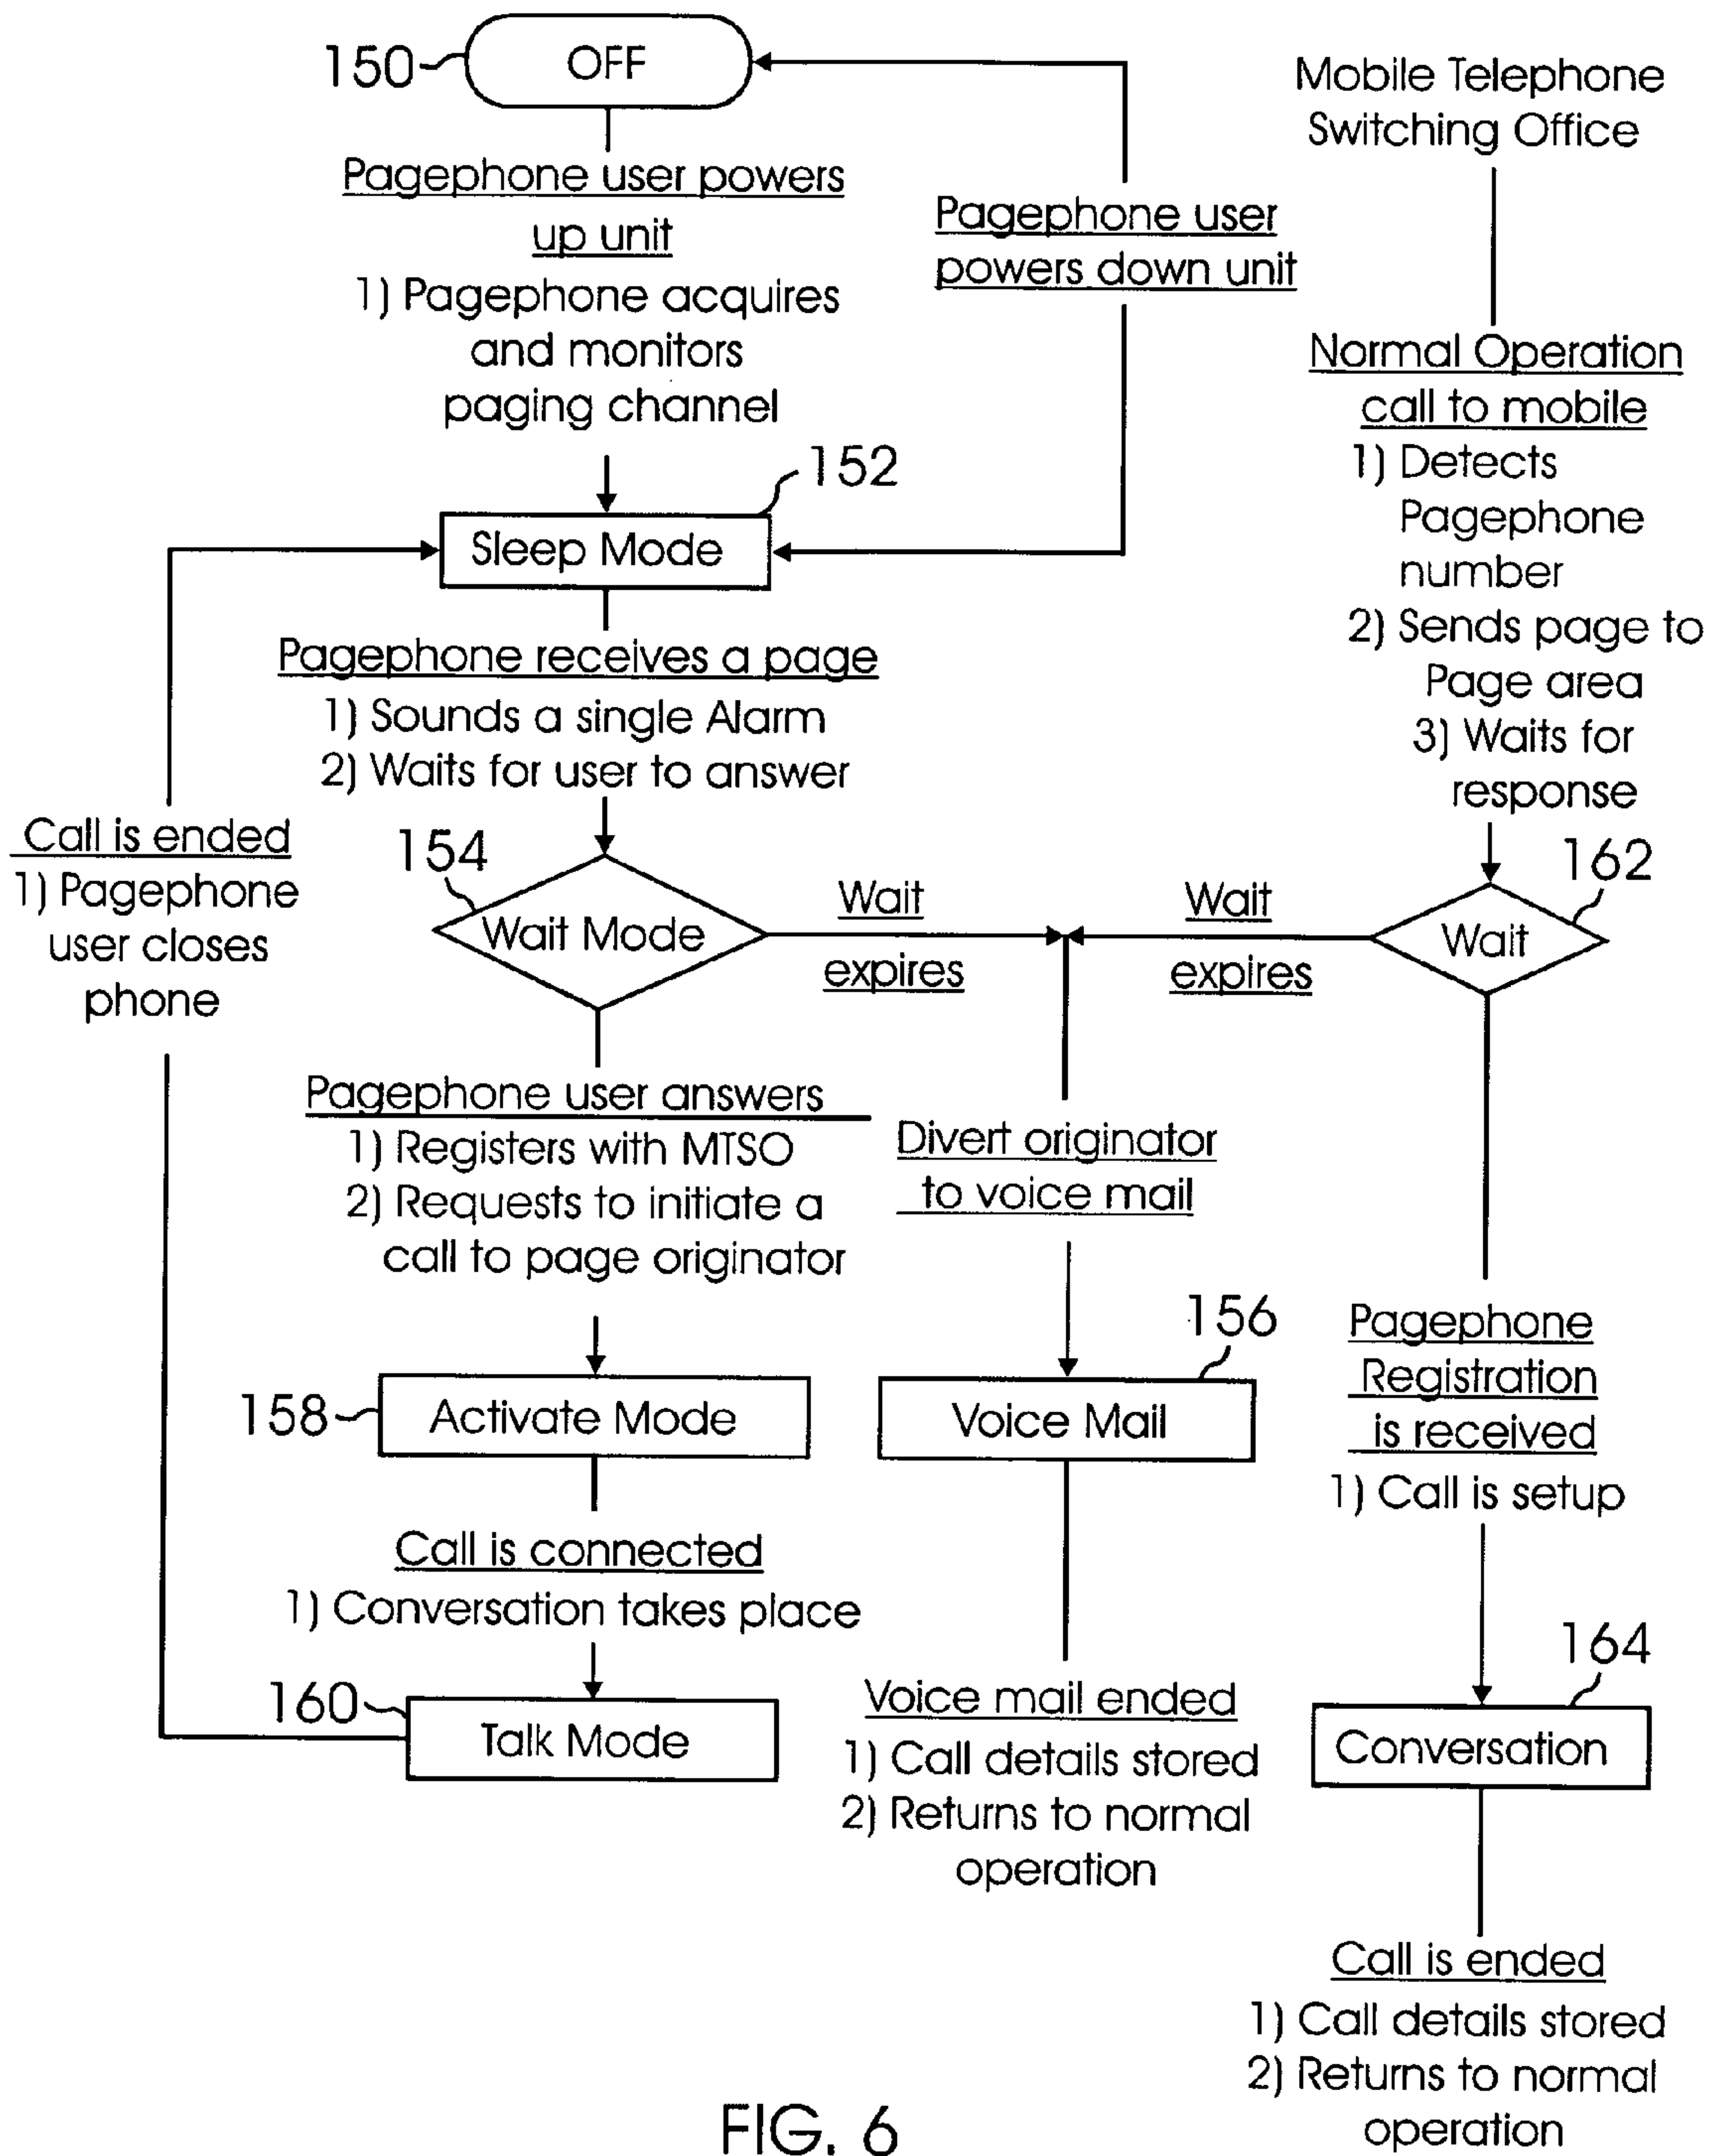 150
OFF
Pagephone user powers
up unit
1) Pagephone acquires
and monitors
paging channel
Pagephone user
powers down unit
Mobile Telephone
Switching Office
Normal Operation
call to mobile
1) Detects
Pagephone
number
2) Sends page to
Page area
3) Waits for
response
152
Sleep Mode
Pagephone receives a page
1) Sounds a single Alarm
2) Waits for user to answer
Call is ended
1) Pagephone
user closes
phone
154
Wait Mode
Wait
expires
Wait
expires
162
Wait
Pagephone user answers
1) Registers with MTSO
2) Requests to initiate a
call to page originator
Divert originator
to voice mail
158
Activate Mode
156
Voice Mail
Pagephone
Registration
is received
1) Call is setup
Call is connected
1) Conversation takes place
160
Talk Mode
Voice mail ended
1) Call details stored
2) Returns to normal
operation
164
Conversation
Call is ended
1) Call details stored
2) Returns to normal
operation
FIG. 6